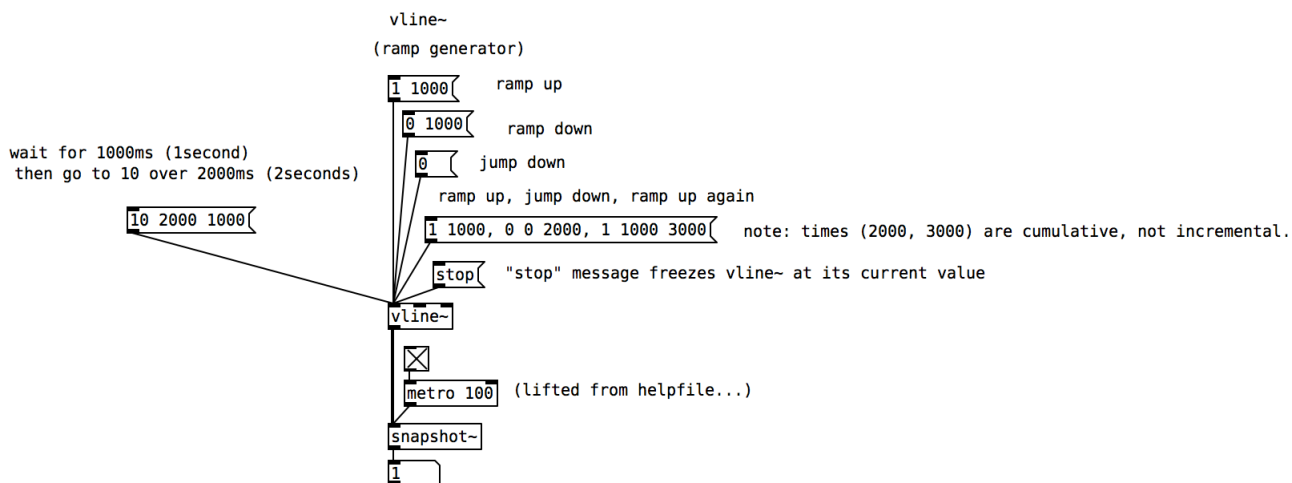 vline~
(ramp generator)
1 1000
ramp up
0 1000
ramp down
wait for 1000ms (1second)
then go to 10 over 2000ms (2seconds)
0
jump down
ramp up, jump down, ramp up again
10 2000 1000
1 1000, 0 0 2000, 1 1000 3000
note: times (2000, 3000) are cumulative, not incremental.
stop
"stop" message freezes vline~ at its current value
vline~
metro 100
(lifted from helpfile...)
snapshot~
1